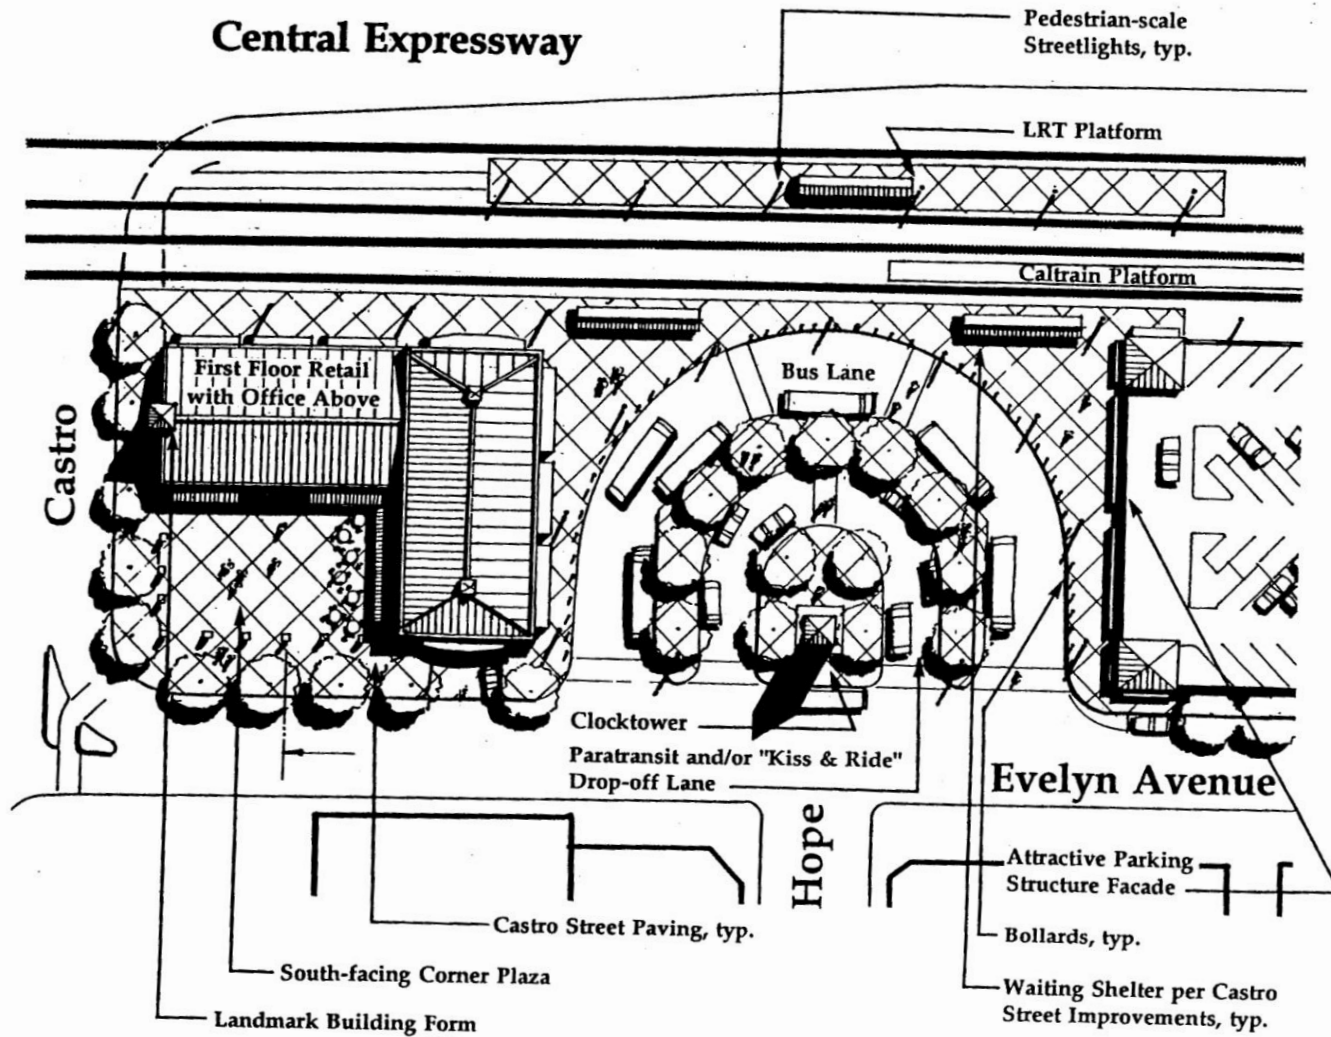 Central Expressway
Pedestrian-scale
Streetlights, typ.
LRT Platform
Caltrain Platform
First Floor Retail
with Office Above
Bus Lane
Castro
Clocktower
Paratransit and/or "Kiss & Ride"
Drop-off Lane
Evelyn Avenue
Hope
Attractive Parking
Structure Facade
Castro Street Paving, typ.
Bollards, typ.
South-facing Corner Plaza
Waiting Shelter per Castro
Street Improvements, typ.
Landmark Building Form